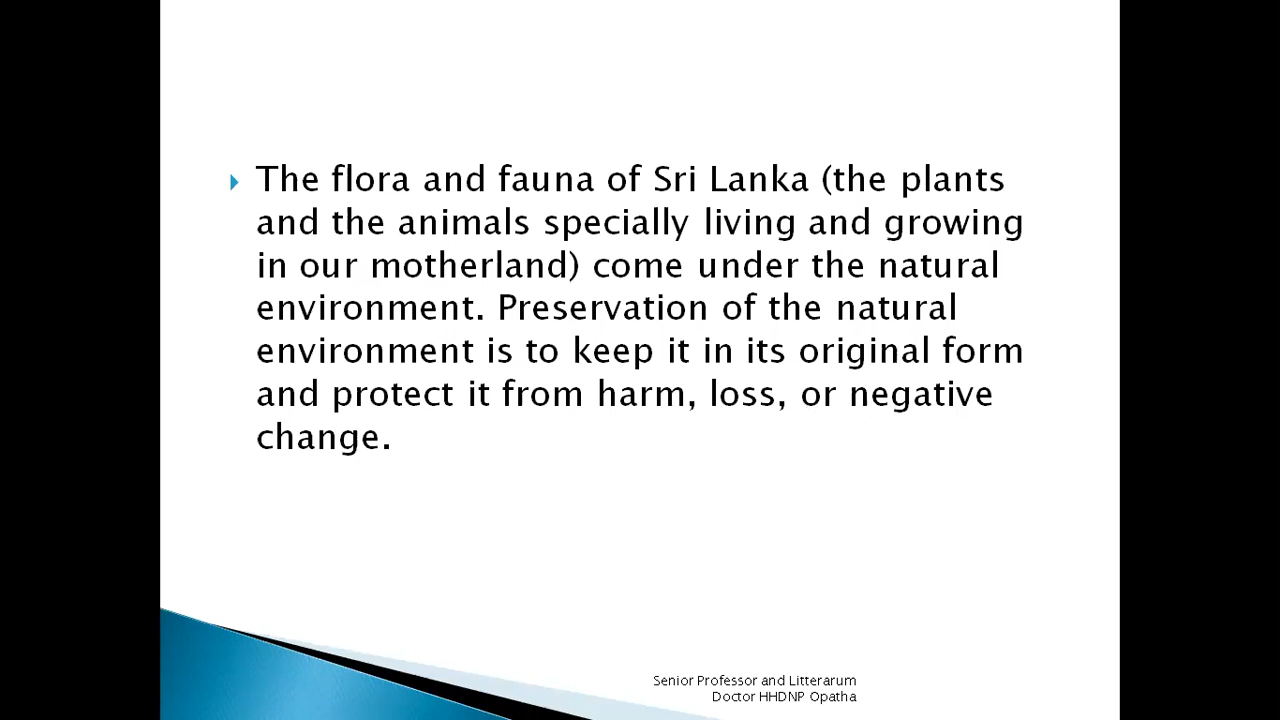 The flora and fauna of Sri Lanka (the plants
and the animals specially living and growing
in our motherland) come under the natural
environment. Preservation of the natural
environment is to keep it in its original form
and protect it from harm, loss, or negative
change.
Senior Professor and Litterarum
Doctor HHDNP Opatha